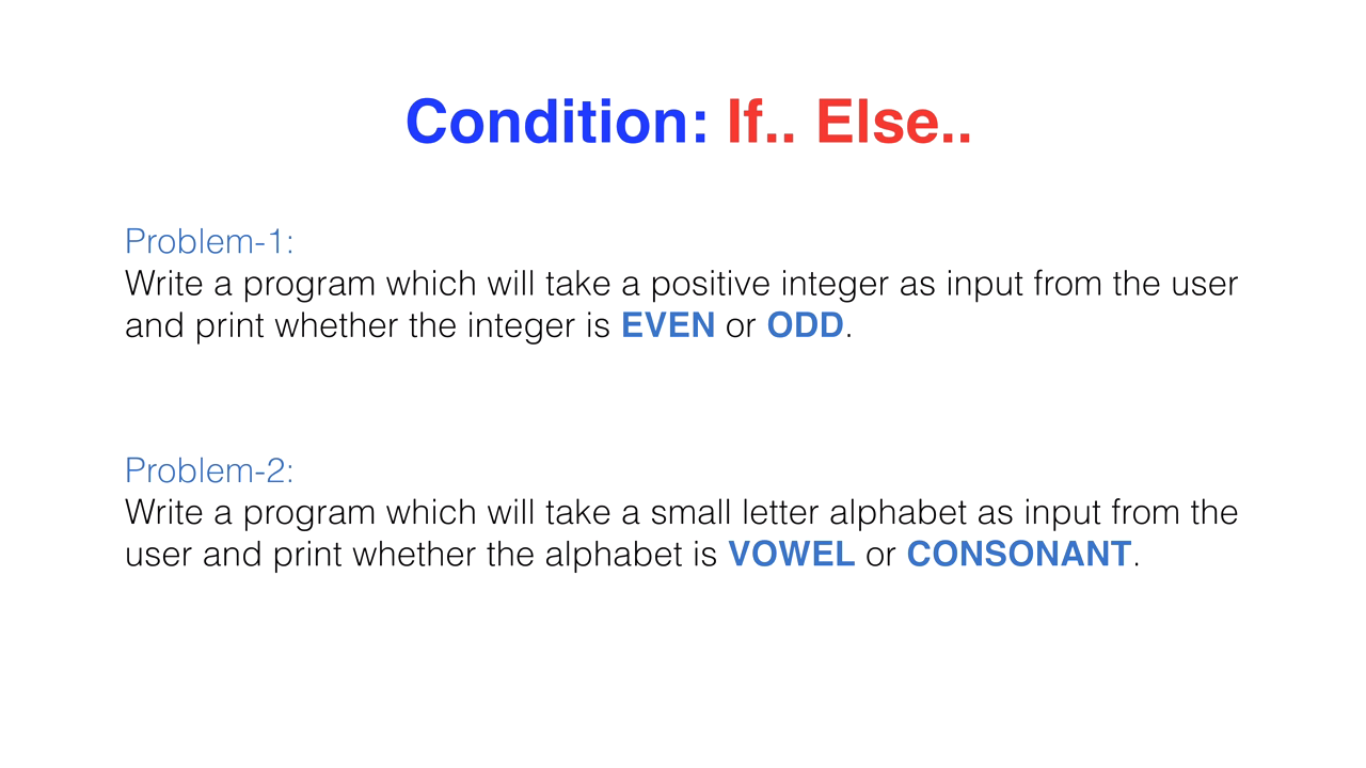 Condition: If.. Else..
Problem-1:
Write a program which will take a positive integer as input from the user
and print whether the integer is EVEN or ODD.
Problem-2:
Write a program which will take a small letter alphabet as input from the
user and print whether the alphabet is VOWEL or CONSONANT.